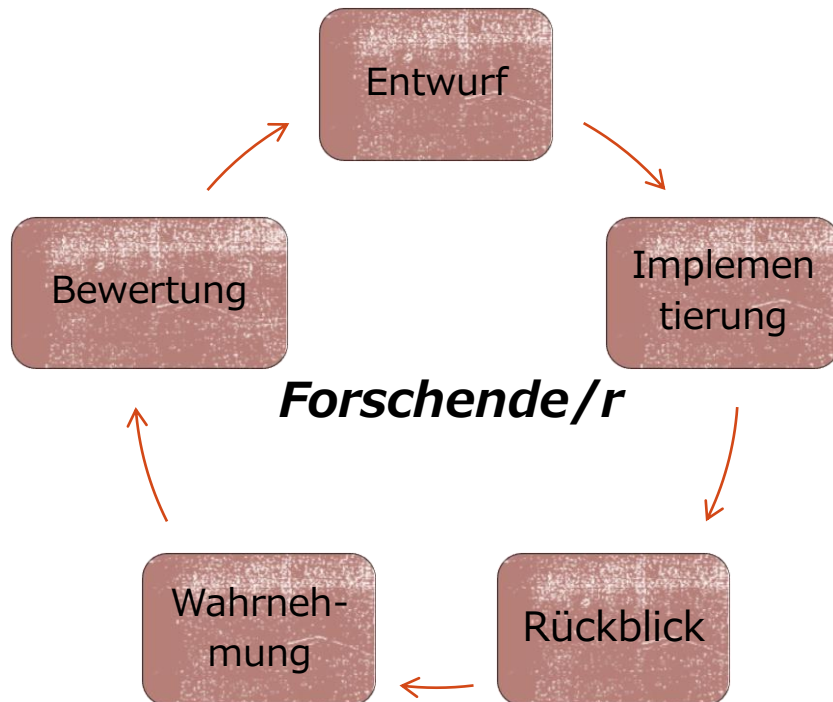 Entwurf
Implemen
tierung
Bewertung
Forschende/r
Wahrneh-
mung
Rückblick